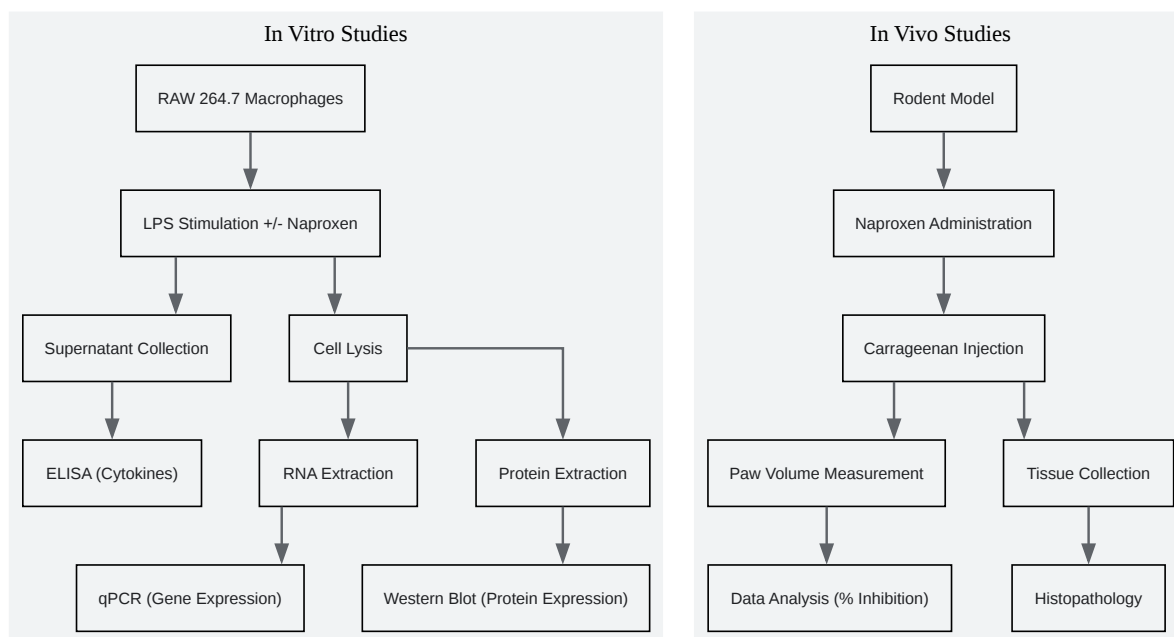 In Vitro Studies
RAW 264.7 Macrophages
LPS Stimulation +/- Naproxen
Supernatant Collection
Cell Lysis
ELISA (Cytokines)
RNA Extraction
Protein Extraction
qPCR (Gene Expression)
Western Blot (Protein Expression)
In Vivo Studies
Rodent Model
Naproxen Administration
Carrageenan Injection
Paw Volume Measurement
Tissue Collection
Data Analysis (% Inhibition)
Histopathology